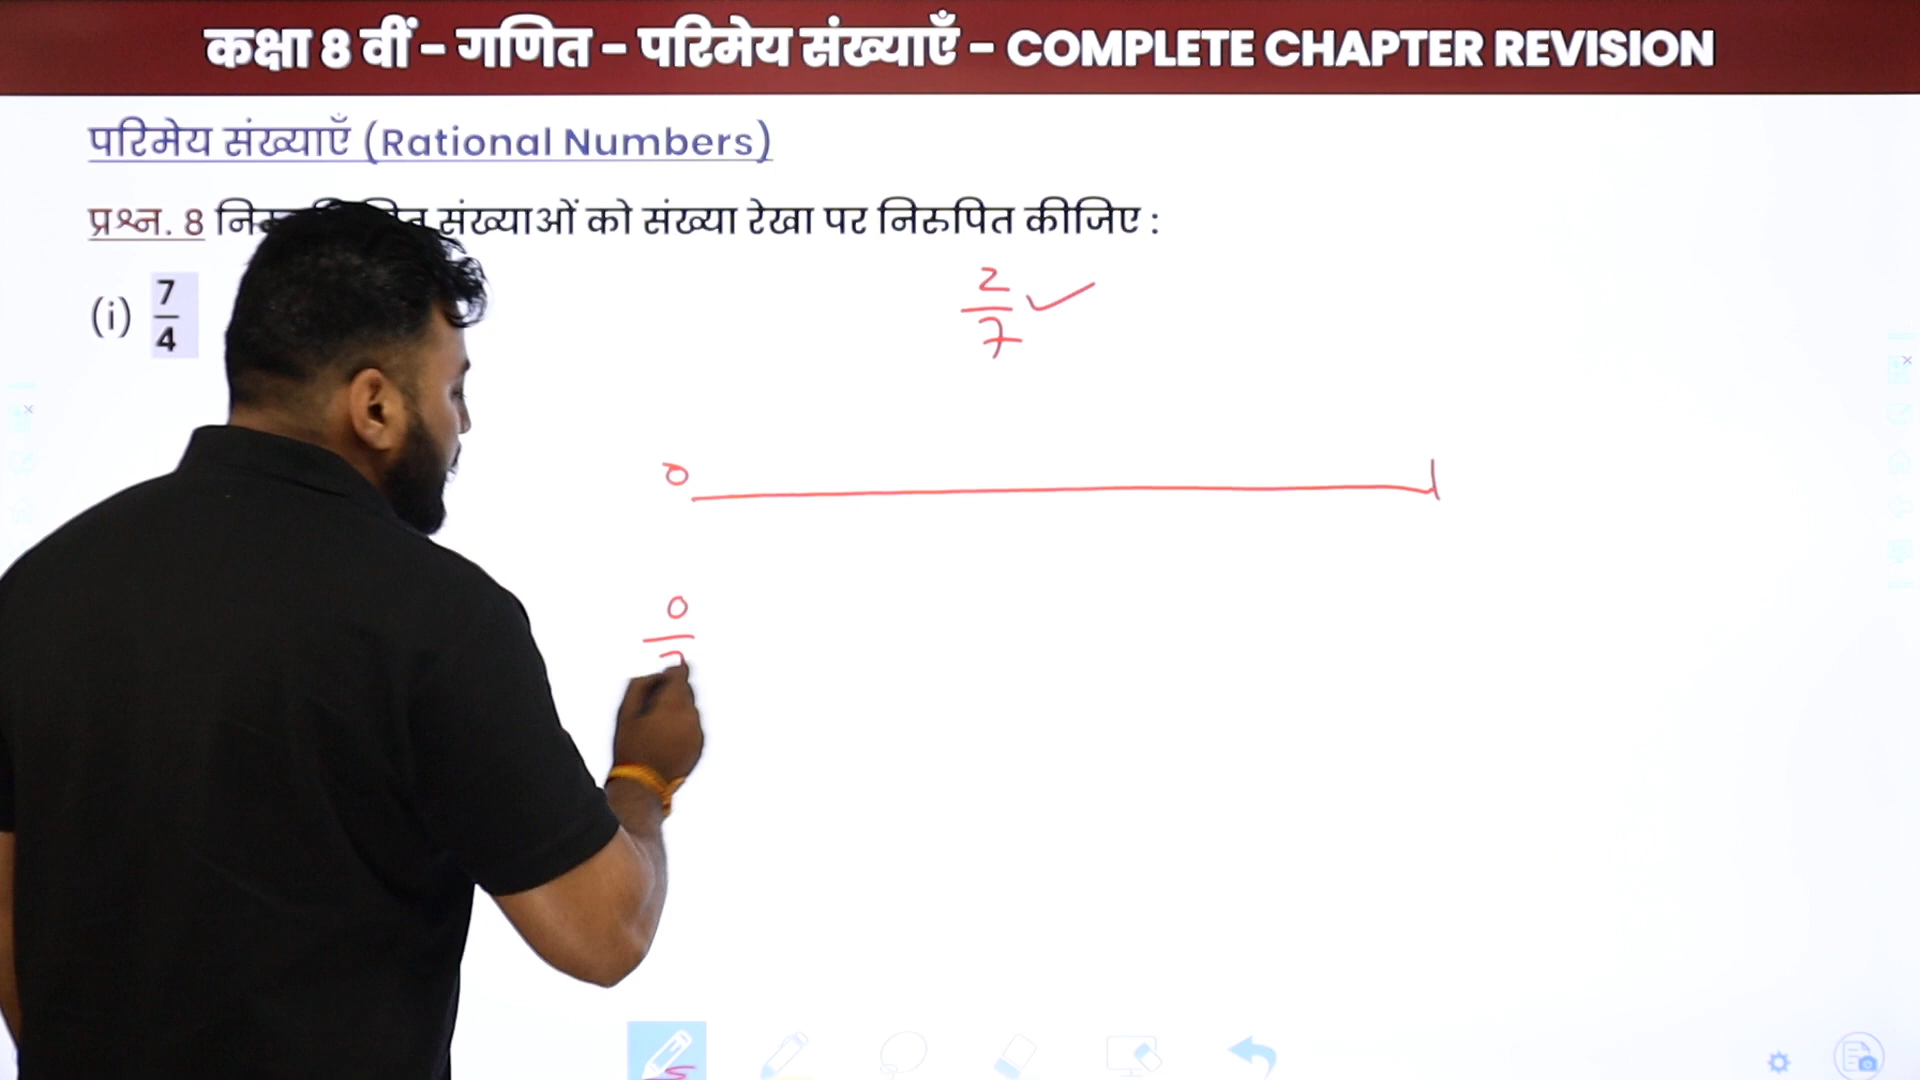 कक्षा 8 वीं - गणित - परिमेय संख्याएँ - COMPLETE CHAPTER REVISION
परिमेय संख्याएँ (Rational Numbers)
प्रश्न. 8 संख्याओं को संख्या रेखा पर निरुपित कीजिए :
(i) 7/4
2/7 ✓
0 1
0